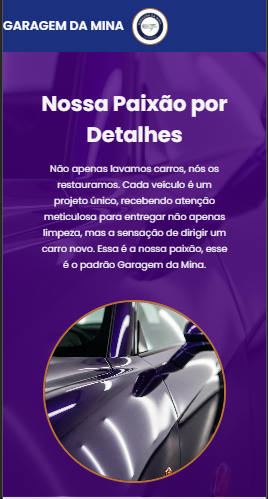 GARAGEM DA MINA
Nossa Paixão por
Detalhes
Não apenas lavamos carros, nós os
restauramos. Cada veículo é um
projeto único, recebendo atenção
meticulosa para entregar não apenas
limpeza, mas a sensação de dirigir um
carro novo. Essa é a nossa paixão, esse
é o padrão Garagem da Mina.